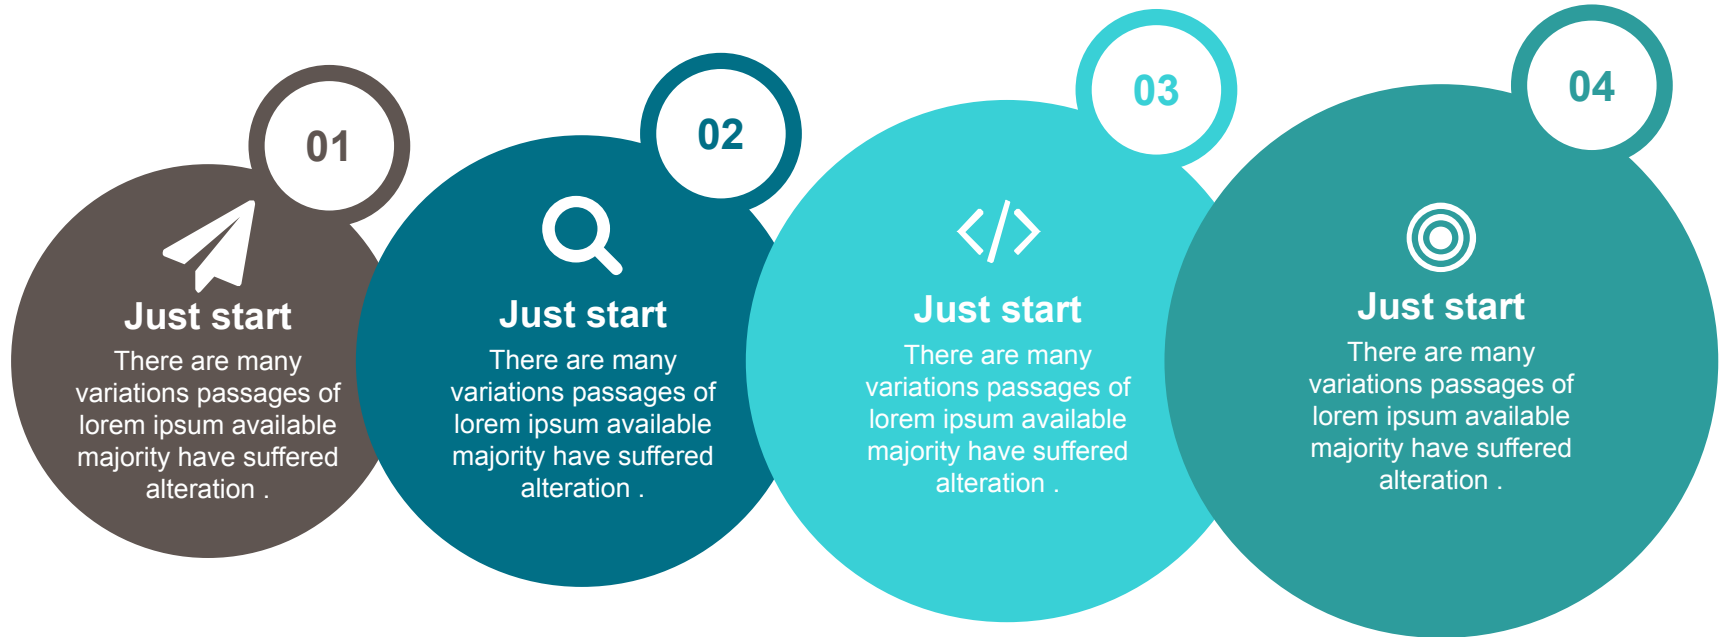 01
Just start
There are many
variations passages of
lorem ipsum available
majority have suffered
alteration .
02
Just start
There are many
variations passages of
lorem ipsum available
majority have suffered
alteration .
03
Just start
There are many
variations passages of
lorem ipsum available
majority have suffered
alteration .
04
Just start
There are many
variations passages of
lorem ipsum available
majority have suffered
alteration .